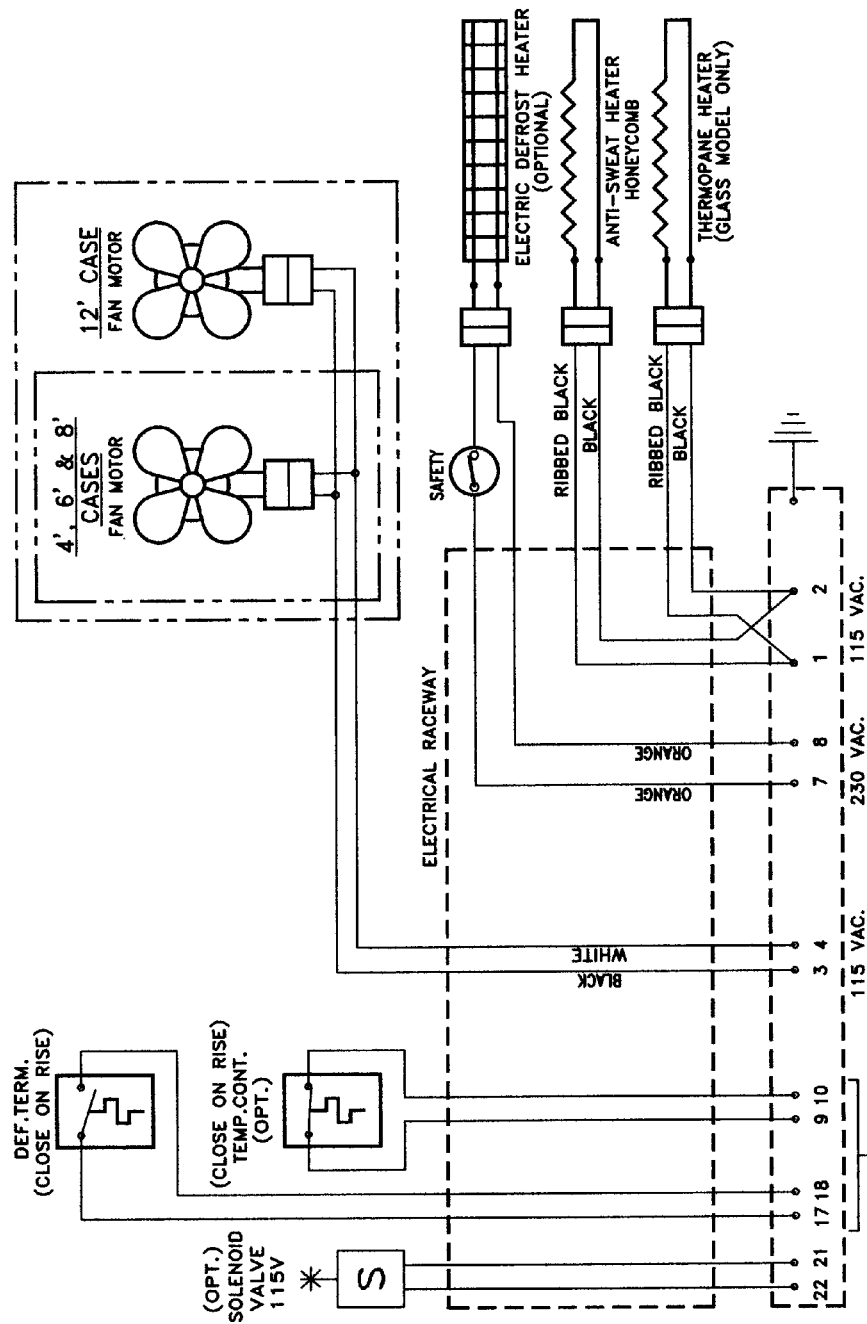 (OPT.)
SOLENOID
VALVE
115V
S
DEF.TERM.
(CLOSE ON RISE)
(CLOSE ON RISE)
TEMP.CONT.
(OPT.)
4', 6' & 8'
CASES
FAN MOTOR
12' CASE
FAN MOTOR
ELECTRICAL RACEWAY
SAFETY
ELECTRIC DEFROST HEATER
(OPTIONAL)
RIBBED BLACK
BLACK
ANTI-SWEAT HEATER
HONEYCOMB
RIBBED BLACK
BLACK
THERMOPANE HEATER
(GLASS MODEL ONLY)
BLACK
WHITE
ORANGE
ORANGE
22 21 17 18 9 10 3 4 7 8 1 2
115 VAC. 230 VAC. 115 VAC.